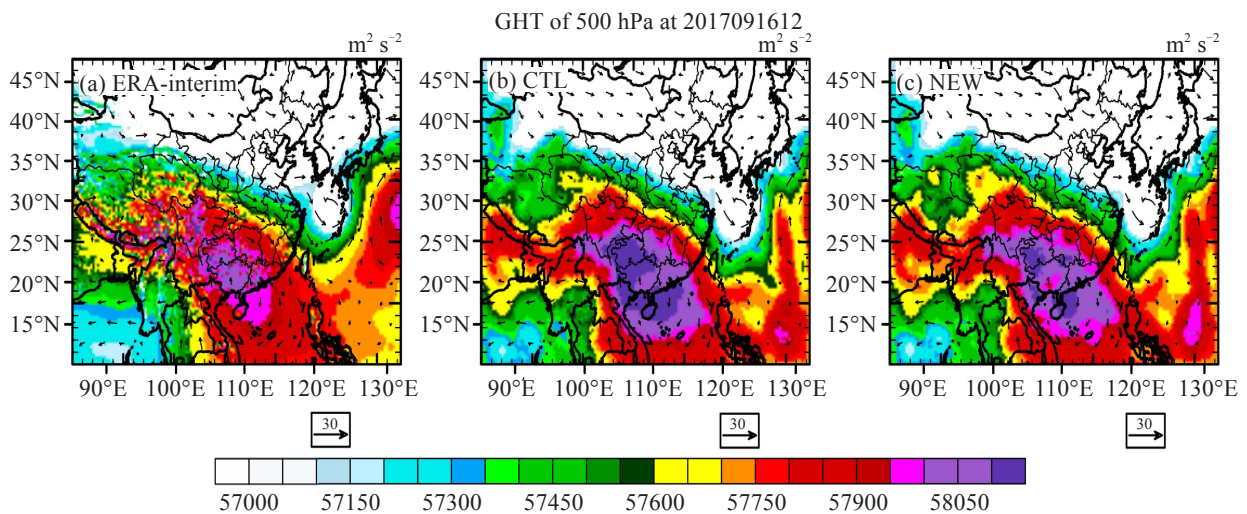 GHT of 500 hPa at 2017091612
m² s⁻² m² s⁻² m² s⁻²
(a) ERA-interim (b) CTL (c) NEW
45°N 45°N 45°N
40°N 40°N 40°N
35°N 35°N 35°N
30°N 30°N 30°N
25°N 25°N 25°N
20°N 20°N 20°N
15°N 15°N 15°N
90°E 100°E 110°E 120°E 130°E 90°E 100°E 110°E 120°E 130°E 90°E 100°E 110°E 120°E 130°E
30 30 30
57000 57150 57300 57450 57600 57750 57900 58050